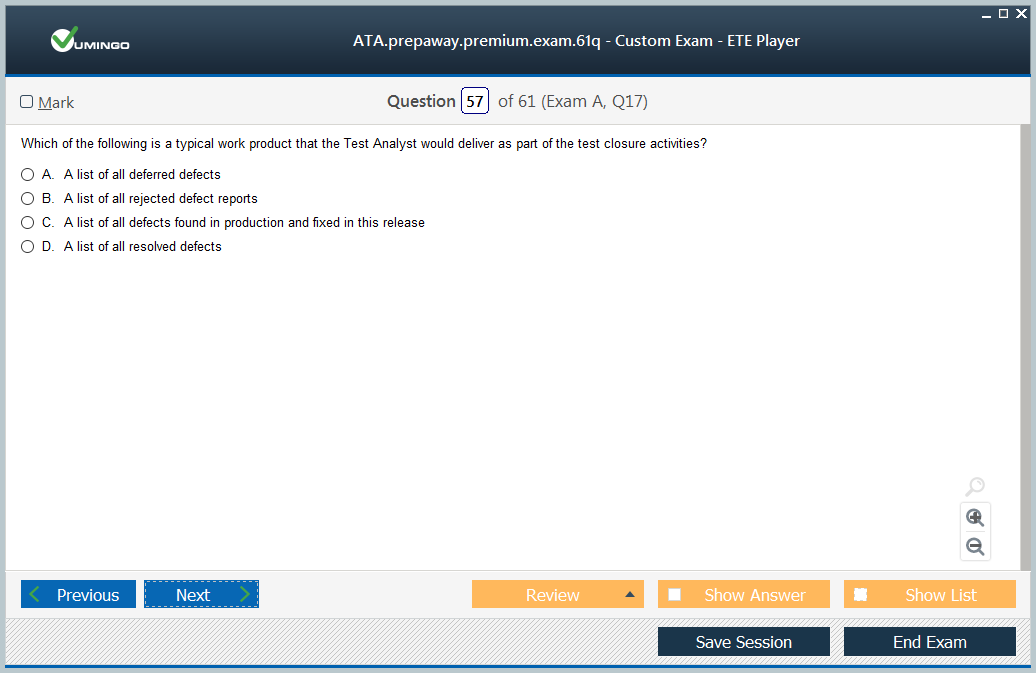 VUMINGO
ATA.prepaway.premium.exam.61q - Custom Exam - ETE Player
Mark
Question 57 of 61 (Exam A, Q17)
Which of the following is a typical work product that the Test Analyst would deliver as part of the test closure activities?
A. A list of all deferred defects
B. A list of all rejected defect reports
C. A list of all defects found in production and fixed in this release
D. A list of all resolved defects
Previous
Next
Review
Show Answer
Show List
Save Session
End Exam